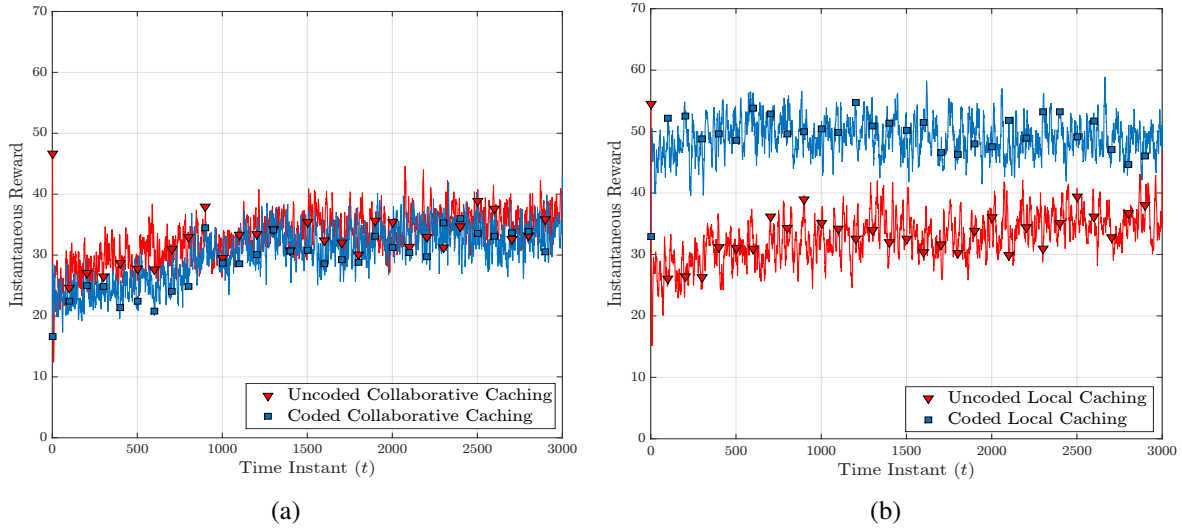 70
60
50
40
30
20
10
0
Instantaneous Reward
0 500 1000 1500 2000 2500 3000
Time Instant (t)
Uncoded Collaborative Caching
Coded Collaborative Caching
(a)
70
60
50
40
30
20
10
0
Instantaneous Reward
0 500 1000 1500 2000 2500 3000
Time Instant (t)
Uncoded Local Caching
Coded Local Caching
(b)